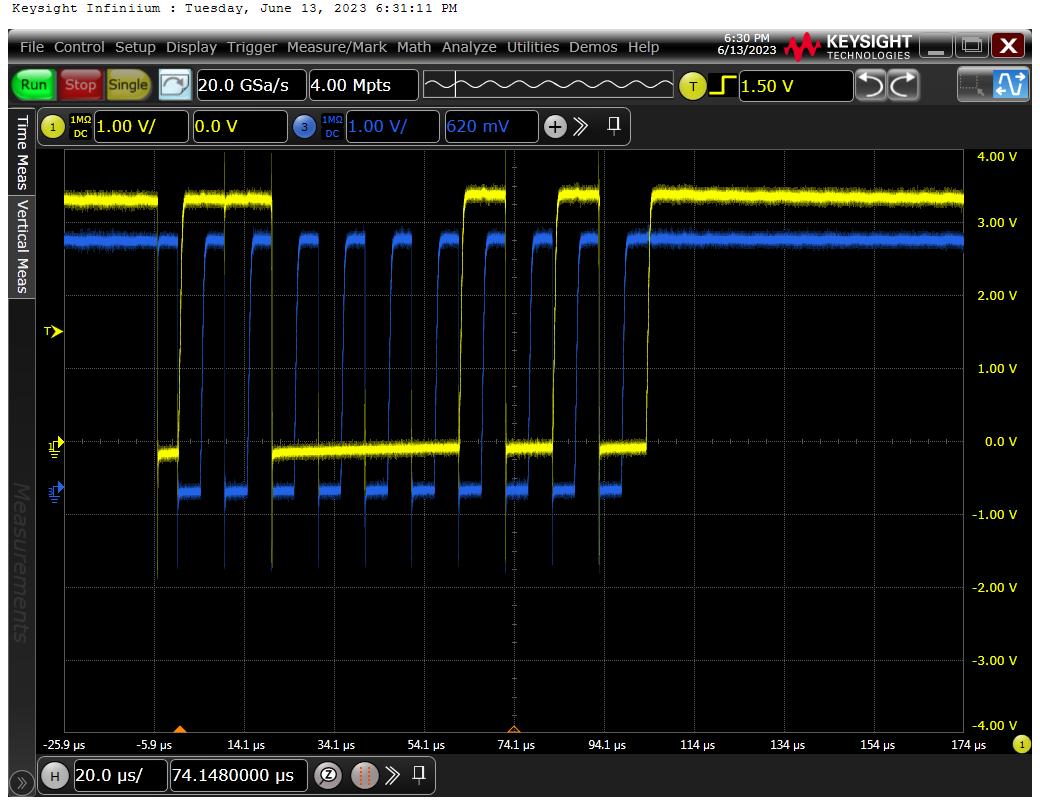 Keysight Infiniium : Tuesday, June 13, 2023 6:31:11 PM
File Control Setup Display Trigger Measure/Mark Math Analyze Utilities Demos Help
6:30 PM
6/13/2023
KEYSIGHT
TECHNOLOGIES
Run Stop Single 20.0 GSa/s 4.00 Mpts T 1.50 V
1 1MΩ DC 1.00 V/ 0.0 V 3 1MΩ DC 1.00 V/ 620 mV
Time Meas
Vertical Meas
Measurements
4.00 V
3.00 V
2.00 V
T
1.00 V
1
0.0 V
3
-1.00 V
-2.00 V
-3.00 V
-4.00 V
-25.9 µs -5.9 µs 14.1 µs 34.1 µs 54.1 µs 74.1 µs 94.1 µs 114 µs 134 µs 154 µs 174 µs 1
H 20.0 µs/ 74.1480000 µs Z